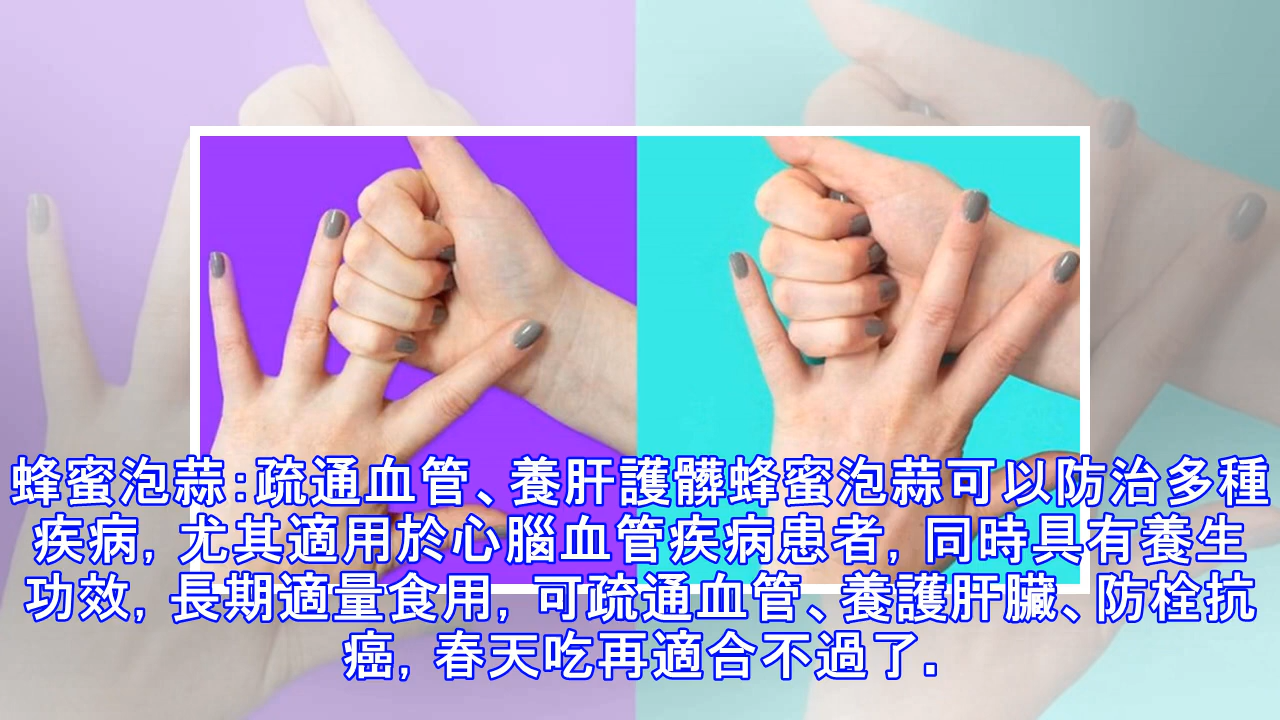 蜂蜜泡蒜:疏通血管、養肝護髒蜂蜜泡蒜可以防治多種
疾病, 尤其適用於心腦血管疾病患者, 同時具有養生
功效, 長期適量食用, 可疏通血管、養護肝臟、防栓抗
癌, 春天吃再適合不過了.